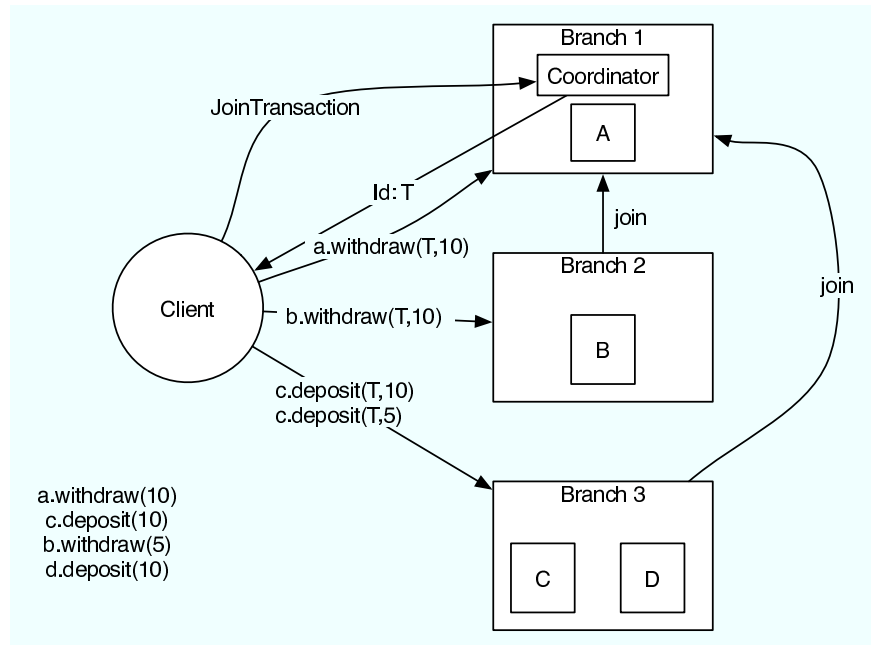 Branch 1
Coordinator
JoinTransaction
A
Id: T
join
a.withdraw(T,10)
Branch 2
join
Client
b.withdraw(T,10)
B
c.deposit(T,10)
c.deposit(T,5)
Branch 3
a.withdraw(10)
c.deposit(10)
b.withdraw(5)
d.deposit(10)
C
D